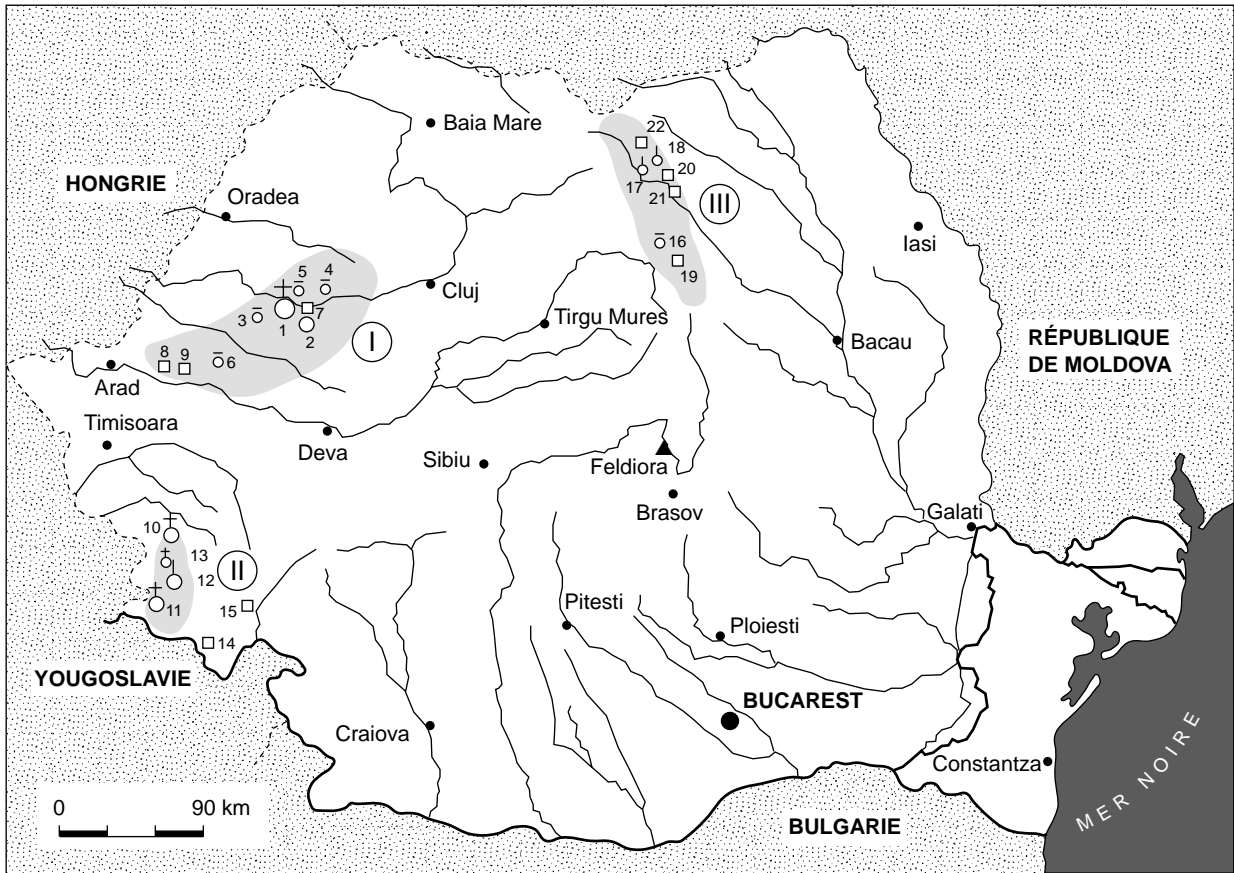 Baia Mare
22
18
HONGRIE
17
20
21
III
Oradea
Iasi
16
19
5
4
Cluj
3
1
7
2
I
Tirgu Mures
Bacau
RÉPUBLIQUE
DE MOLDOVA
8
9
6
Arad
Timisoara
Deva
Sibiu
Feldiora
Brasov
Galati
10
13
II
12
11
15
14
Pitesti
Ploiesti
YOUGOSLAVIE
BUCAREST
Craiova
Constantza
MER NOIRE
0
90 km
BULGARIE